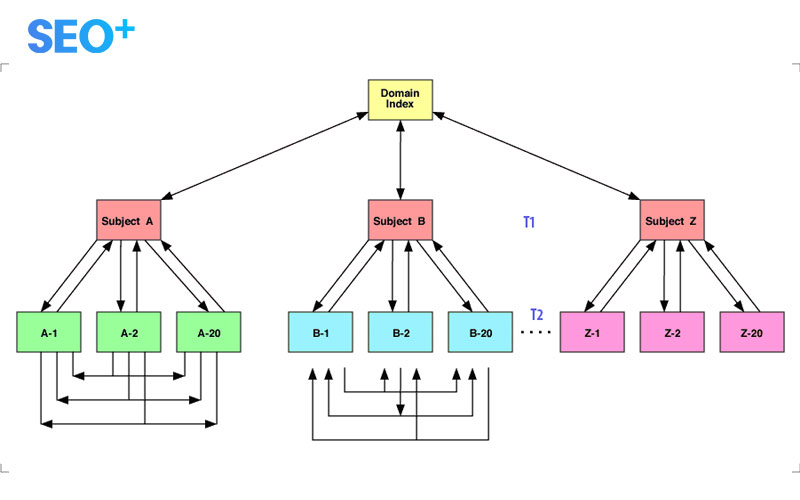 SEO+
Domain
Index
Subject A
Subject B
T1
Subject Z
T2
A-1
A-2
A-20
B-1
B-2
B-20
Z-1
Z-2
Z-20